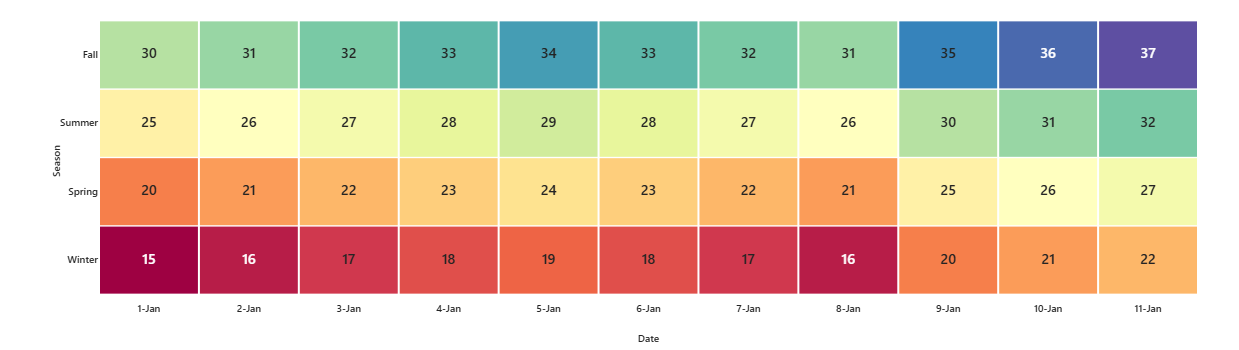 Fall 30 31 32 33 34 33 32 31 35 36 37
Summer 25 26 27 28 29 28 27 26 30 31 32
Season
Spring 20 21 22 23 24 23 22 21 25 26 27
Winter 15 16 17 18 19 18 17 16 20 21 22
1-Jan 2-Jan 3-Jan 4-Jan 5-Jan 6-Jan 7-Jan 8-Jan 9-Jan 10-Jan 11-Jan
Date